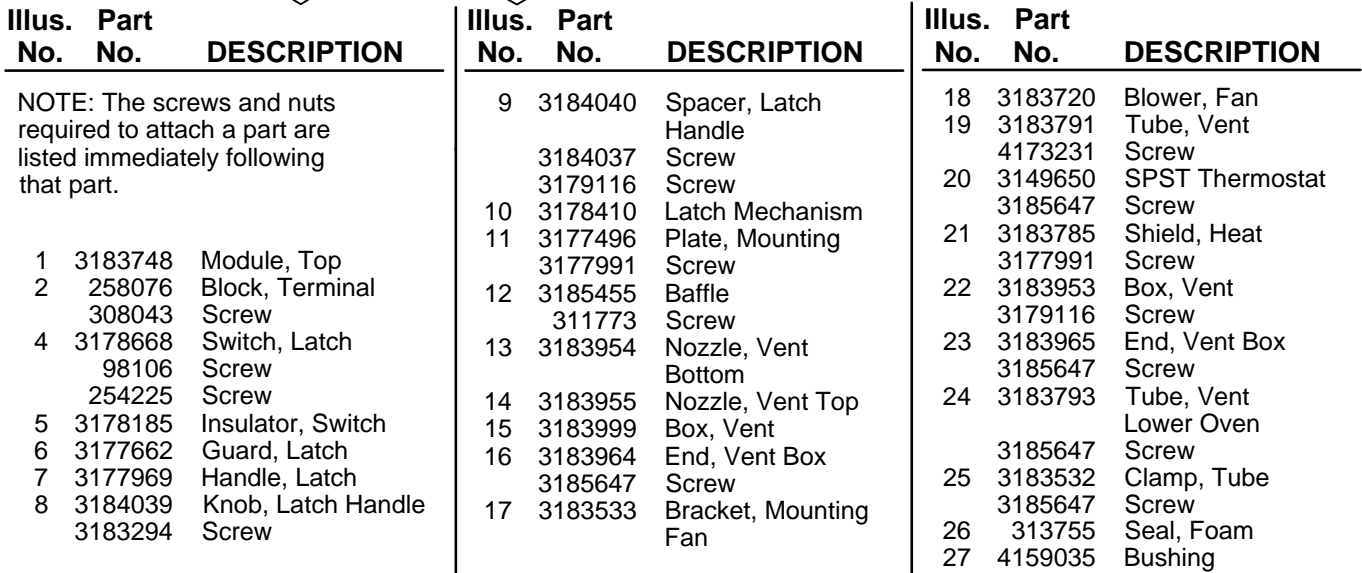 Illus. Part
No. No. DESCRIPTION
NOTE: The screws and nuts
required to attach a part are
listed immediately following
that part.
1 3183748 Module, Top
2 258076 Block, Terminal
308043 Screw
4 3178668 Switch, Latch
98106 Screw
254225 Screw
5 3178185 Insulator, Switch
6 3177662 Guard, Latch
7 3177969 Handle, Latch
8 3184039 Knob, Latch Handle
3183294 Screw
Illus. Part
No. No. DESCRIPTION
9 3184040 Spacer, Latch
Handle
3184037 Screw
3179116 Screw
10 3178410 Latch Mechanism
11 3177496 Plate, Mounting
3177991 Screw
12 3185455 Baffle
311773 Screw
13 3183954 Nozzle, Vent
Bottom
14 3183955 Nozzle, Vent Top
15 3183999 Box, Vent
16 3183964 End, Vent Box
3185647 Screw
17 3183533 Bracket, Mounting
Fan
Illus. Part
No. No. DESCRIPTION
18 3183720 Blower, Fan
19 3183791 Tube, Vent
4173231 Screw
20 3149650 SPST Thermostat
3185647 Screw
21 3183785 Shield, Heat
3177991 Screw
22 3183953 Box, Vent
3179116 Screw
23 3183965 End, Vent Box
3185647 Screw
24 3183793 Tube, Vent
Lower Oven
3185647 Screw
25 3183532 Clamp, Tube
3185647 Screw
26 313755 Seal, Foam
27 4159035 Bushing